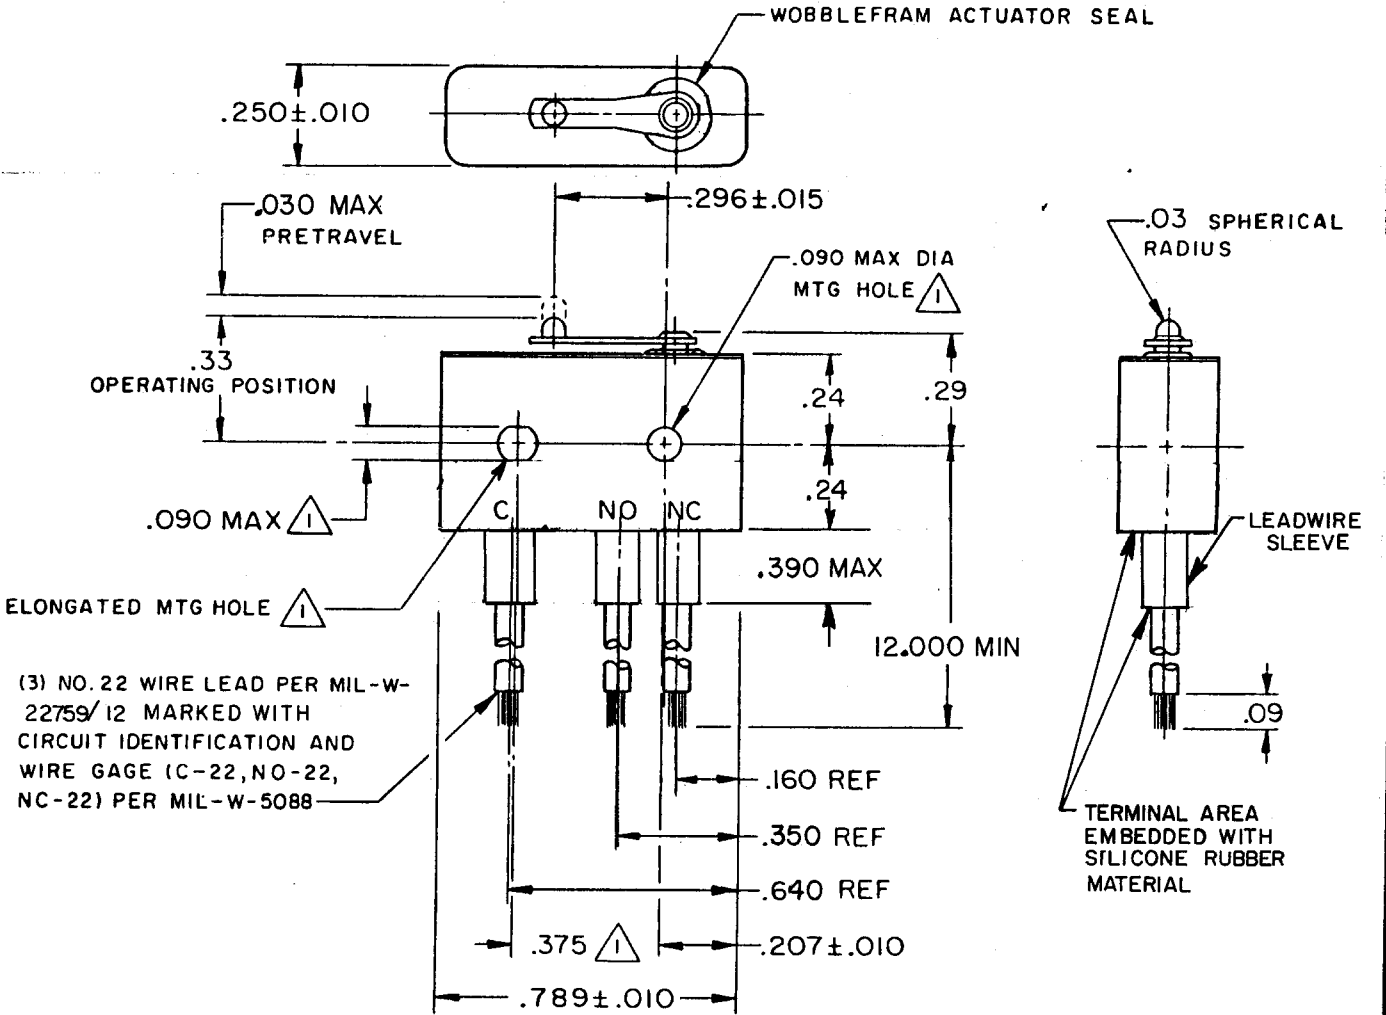 WOBBLEFRAM ACTUATOR SEAL
.250±.010
.296±.015
.030 MAX
PRETRAVEL
.03 SPHERICAL
RADIUS
.090 MAX DIA
MTG HOLE 1
.33
OPERATING POSITION
.24
.29
.24
.090 MAX 1
C
NO
NC
.390 MAX
LEADWIRE
SLEEVE
ELONGATED MTG HOLE 1
12.000 MIN
(3) NO. 22 WIRE LEAD PER MIL-W-
22759/12 MARKED WITH
CIRCUIT IDENTIFICATION AND
WIRE GAGE (C-22, NO-22,
NC-22) PER MIL-W-5088
.09
.160 REF
.350 REF
.640 REF
TERMINAL AREA
EMBEDDED WITH
SILICONE RUBBER
MATERIAL
.375 1
.207±.010
.789±.010